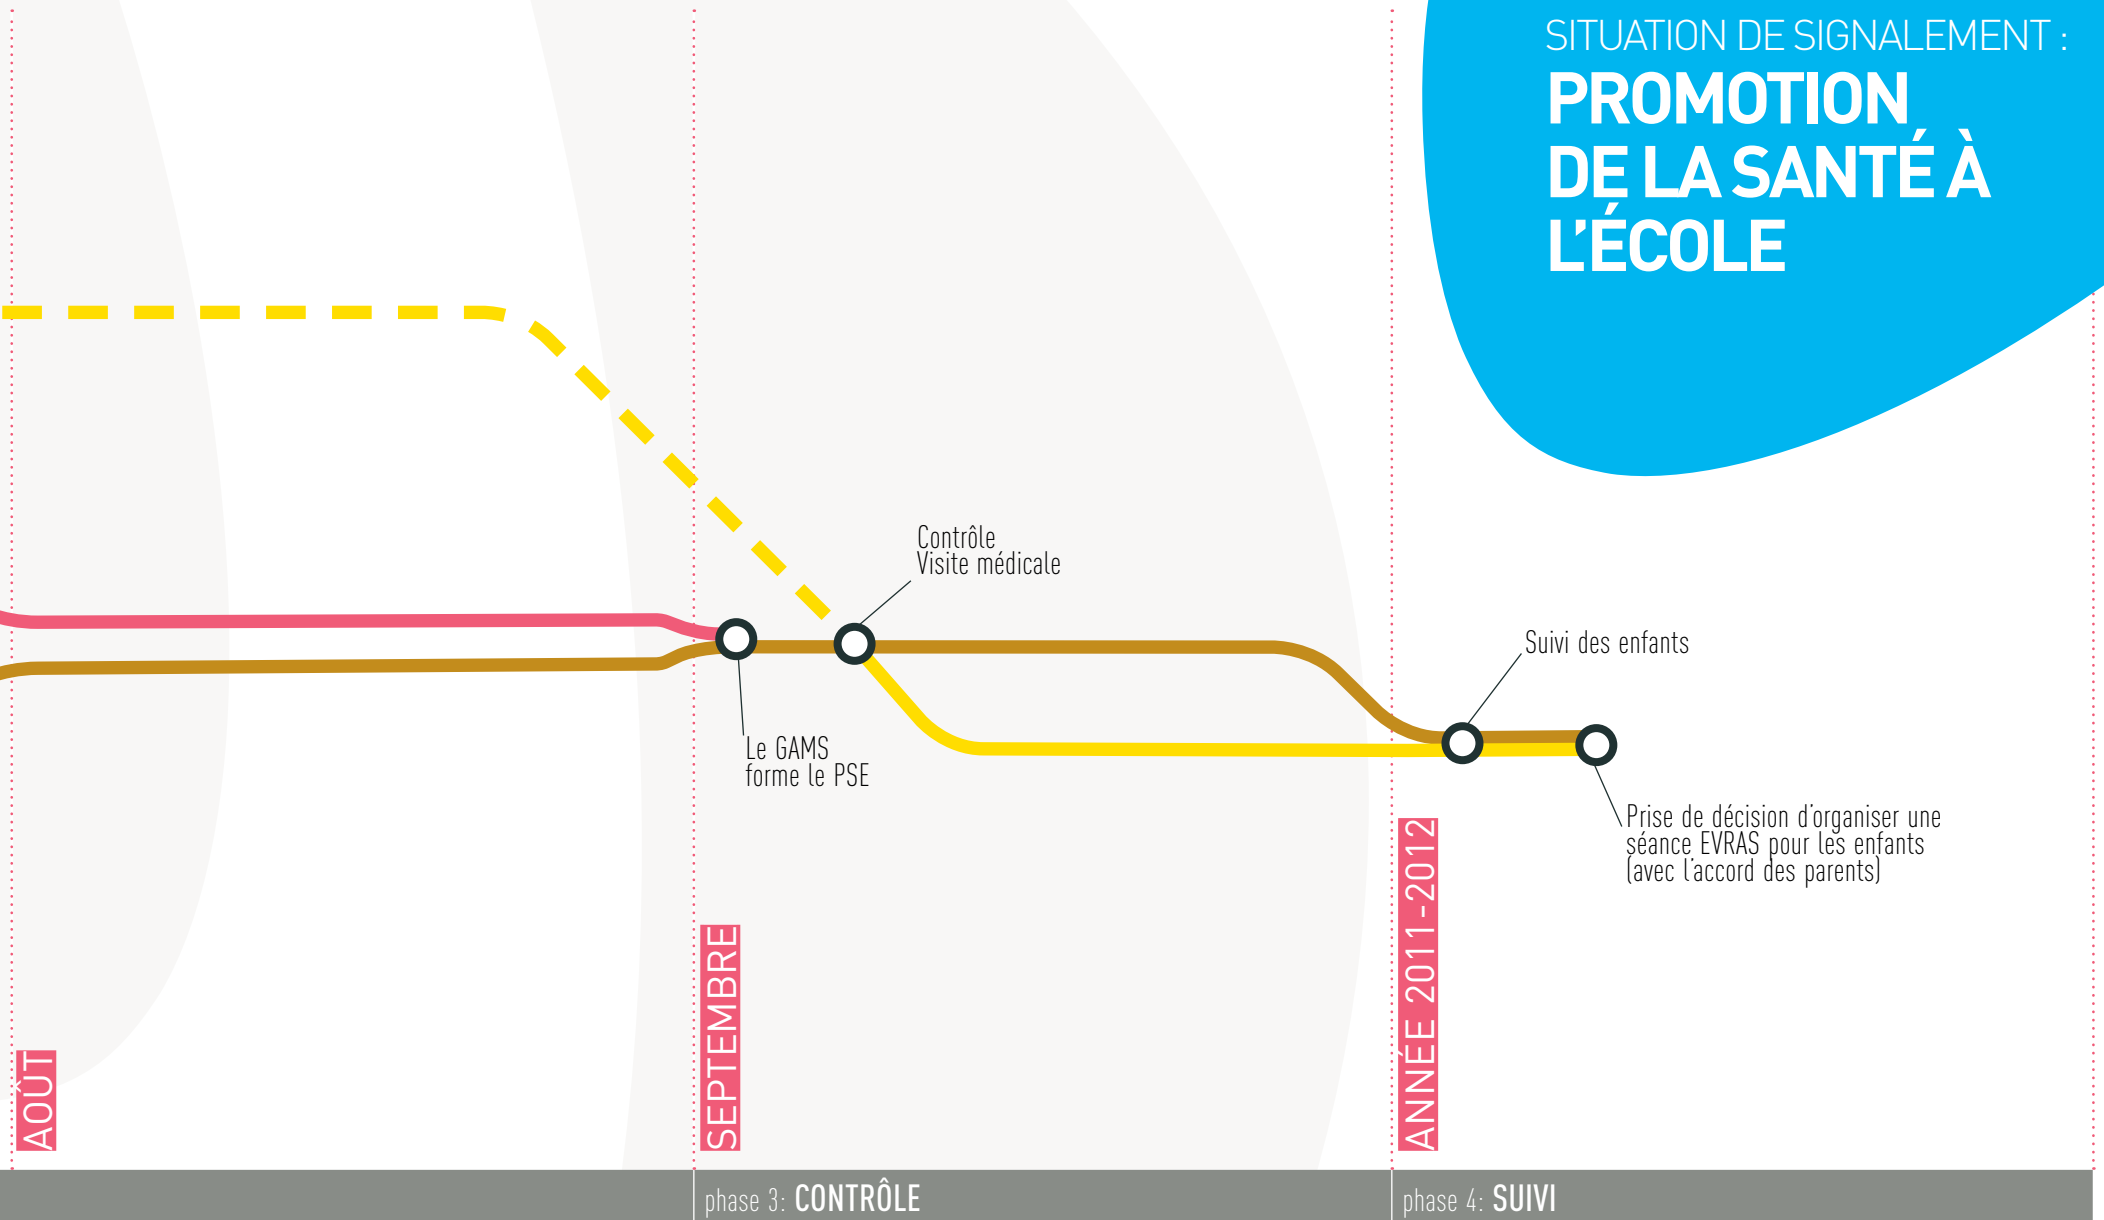 SITUATION DE SIGNALEMENT :
PROMOTION
DE LA SANTÉ À
L'ÉCOLE
Contrôle
Visite médicale
Le GAMS
forme le PSE
Suivi des enfants
Prise de décision d'organiser une
séance EVRAS pour les enfants
(avec l'accord des parents)
AOÛT
SEPTEMBRE
ANNÉE 2011-2012
phase 3: CONTRÔLE
phase 4: SUIVI